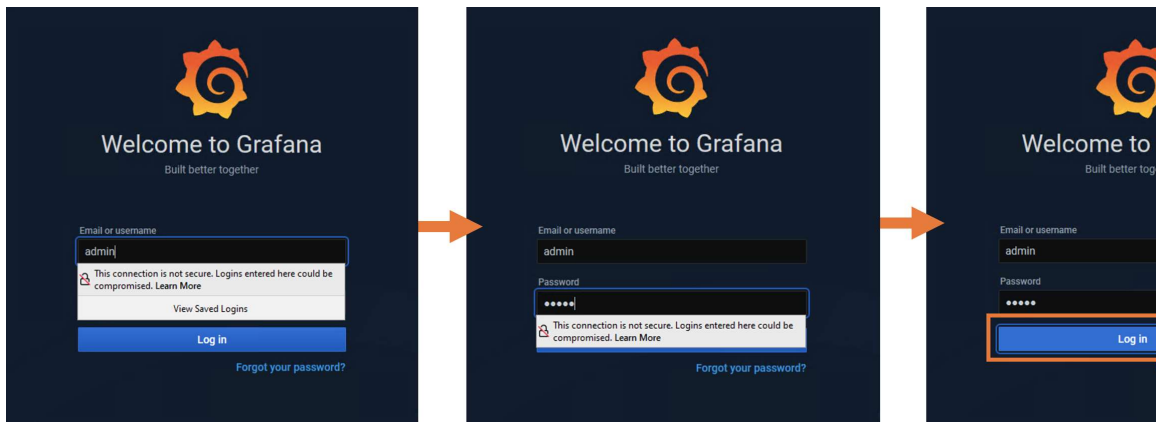 Welcome to Grafana
Built better together
Email or username
admin
This connection is not secure. Logins entered here could be
compromised. Learn More
View Saved Logins
Log in
Forgot your password?
Welcome to Grafana
Built better together
Email or username
admin
Password
•••••
This connection is not secure. Logins entered here could be
compromised. Learn More
Forgot your password?
Welcome to
Built better tog
Email or username
admin
Password
•••••
Log in